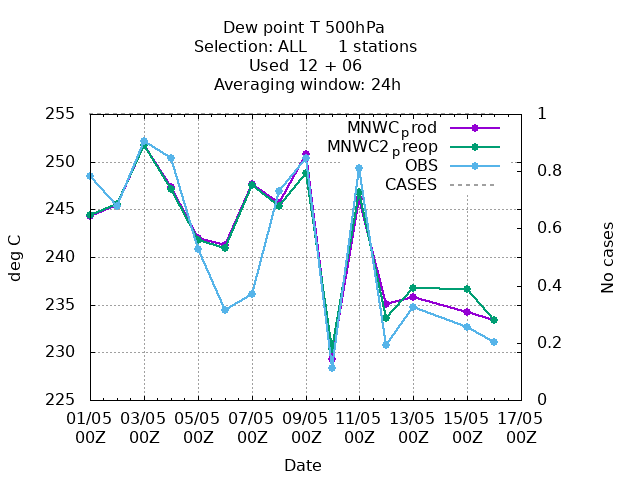 Dew point T 500hPa
Selection: ALL      1 stations
Used  12 + 06
Averaging window: 24h
MNWC_prod
MNWC2_preop
OBS
CASES
255
250
245
240
235
230
225
deg C
1
0.8
0.6
0.4
0.2
0
No cases
01/05 03/05 05/05 07/05 09/05 11/05 13/05 15/05 17/05
00Z 00Z 00Z 00Z 00Z 00Z 00Z 00Z 00Z
Date